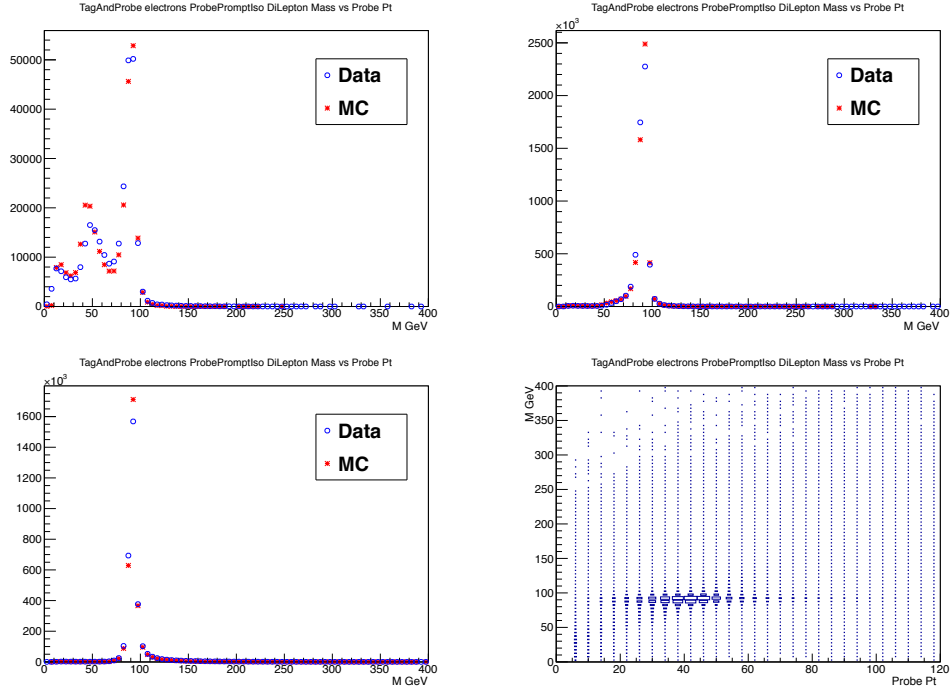 TagAndProbe electrons ProbePromptIso DiLepton Mass vs Probe Pt
50000
40000
30000
20000
10000
0
0 50 100 150 200 250 300 350 400
M GeV
Data
MC
TagAndProbe electrons ProbePromptIso DiLepton Mass vs Probe Pt
×10³
2500
2000
1500
1000
500
0
0 50 100 150 200 250 300 350 400
M GeV
Data
MC
TagAndProbe electrons ProbePromptIso DiLepton Mass vs Probe Pt
×10³
1600
1400
1200
1000
800
600
400
200
0
0 50 100 150 200 250 300 350 400
M GeV
Data
MC
TagAndProbe electrons ProbePromptIso DiLepton Mass vs Probe Pt
M GeV
400
350
300
250
200
150
100
50
0
0 20 40 60 80 100 120
Probe Pt